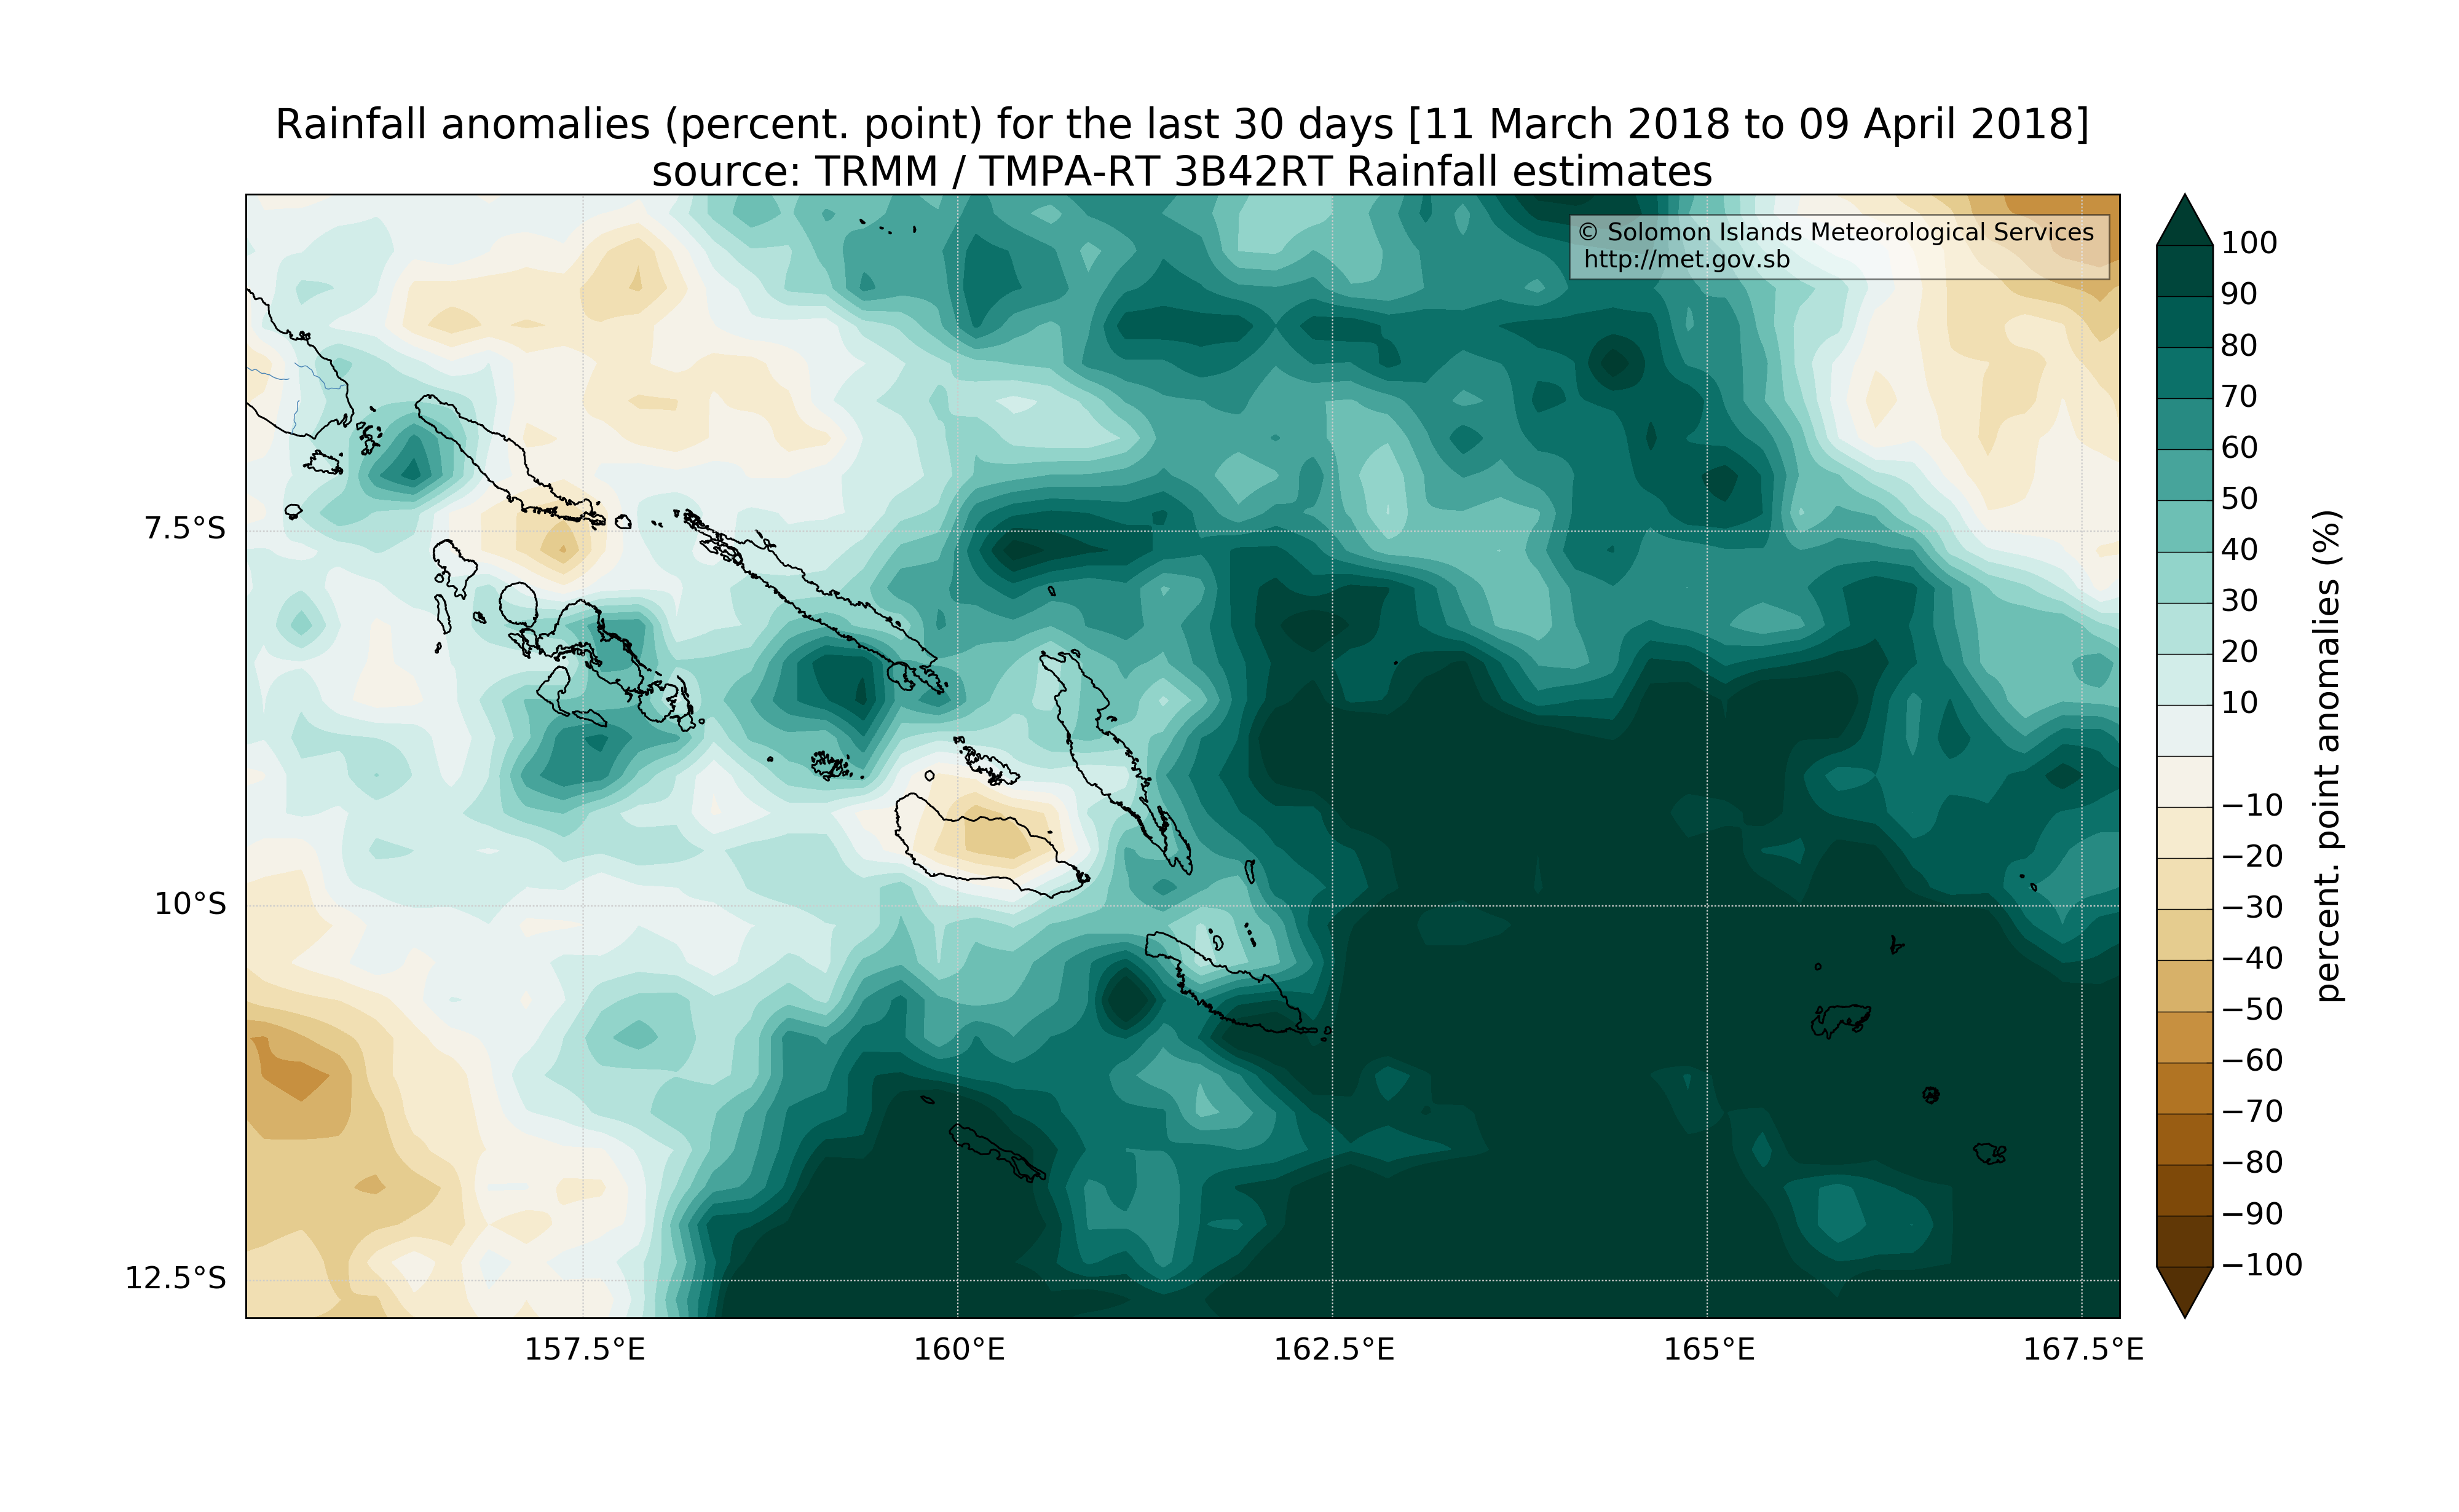 Rainfall anomalies (percent. point) for the last 30 days [11 March 2018 to 09 April 2018]
source: TRMM / TMPA-RT 3B42RT Rainfall estimates
© Solomon Islands Meteorological Services
http://met.gov.sb
7.5°S
10°S
12.5°S
157.5°E
160°E
162.5°E
165°E
167.5°E
100
90
80
70
60
50
40
30
20
10
−10
−20
−30
−40
−50
−60
−70
−80
−90
−100
percent. point anomalies (%)